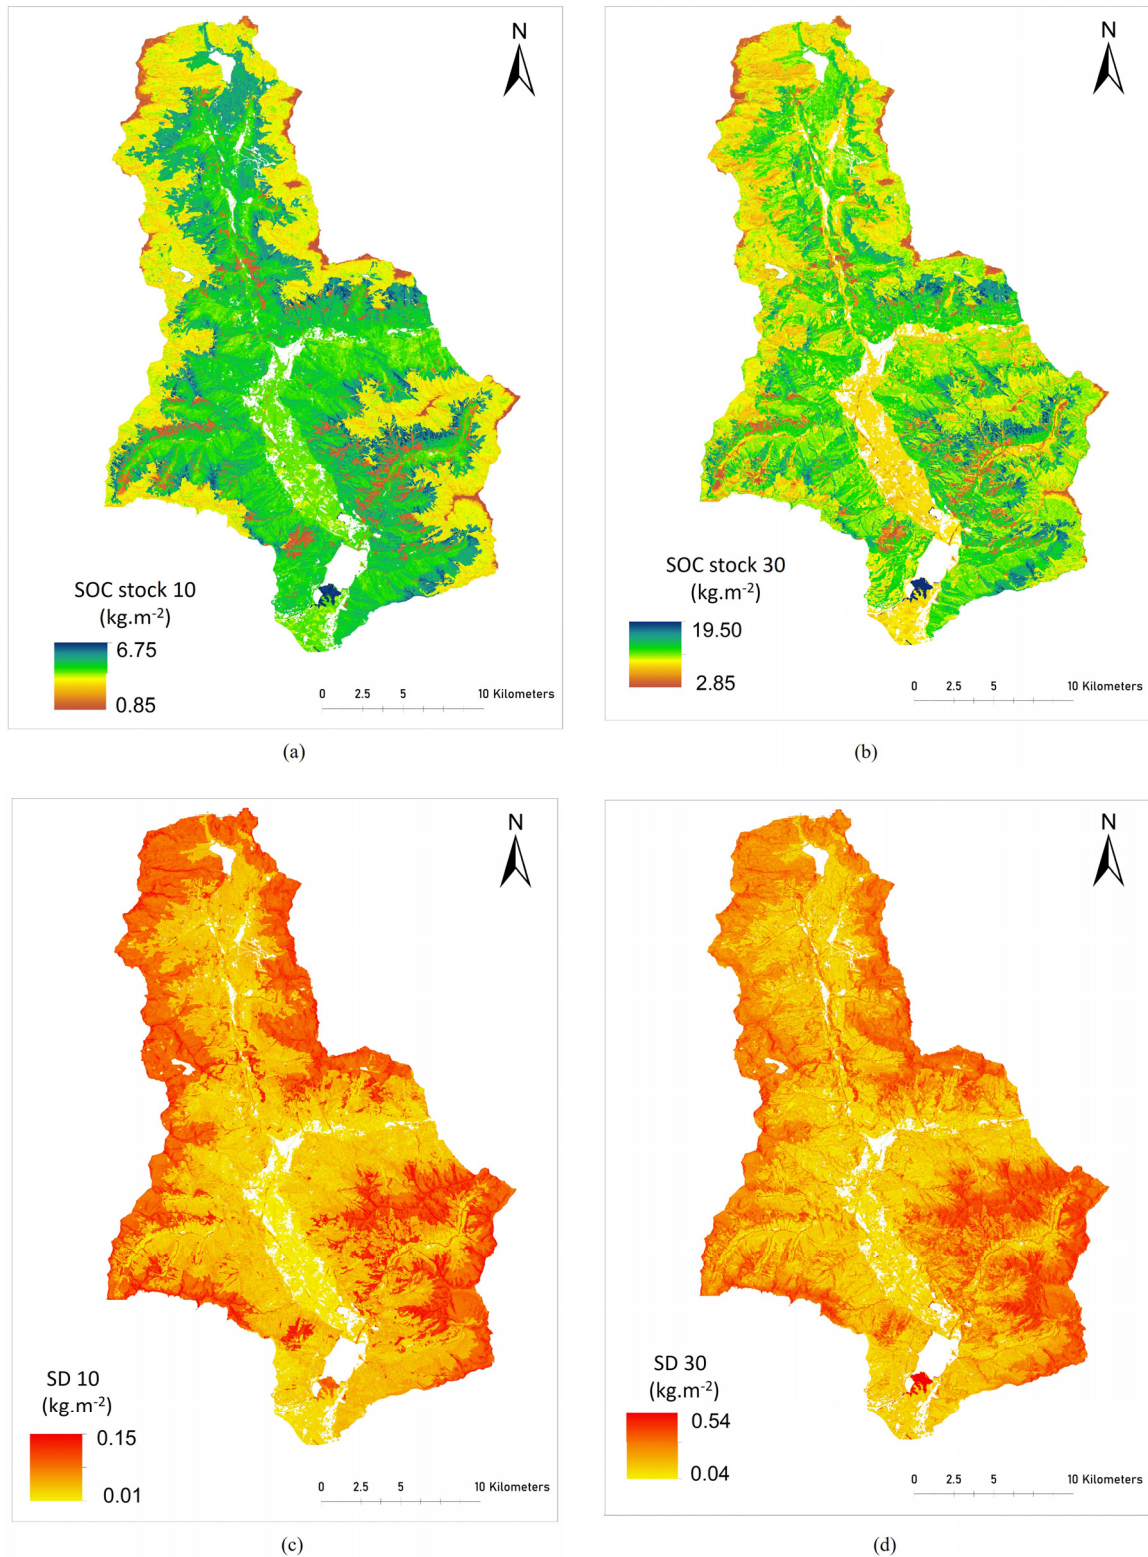 N
SOC stock 10
(kg.m⁻²)
6.75
0.85
0 2.5 5 10 Kilometers
(a)
N
SOC stock 30
(kg.m⁻²)
19.50
2.85
0 2.5 5 10 Kilometers
(b)
N
SD 10
(kg.m⁻²)
0.15
0.01
0 2.5 5 10 Kilometers
(c)
N
SD 30
(kg.m⁻²)
0.54
0.04
0 2.5 5 10 Kilometers
(d)